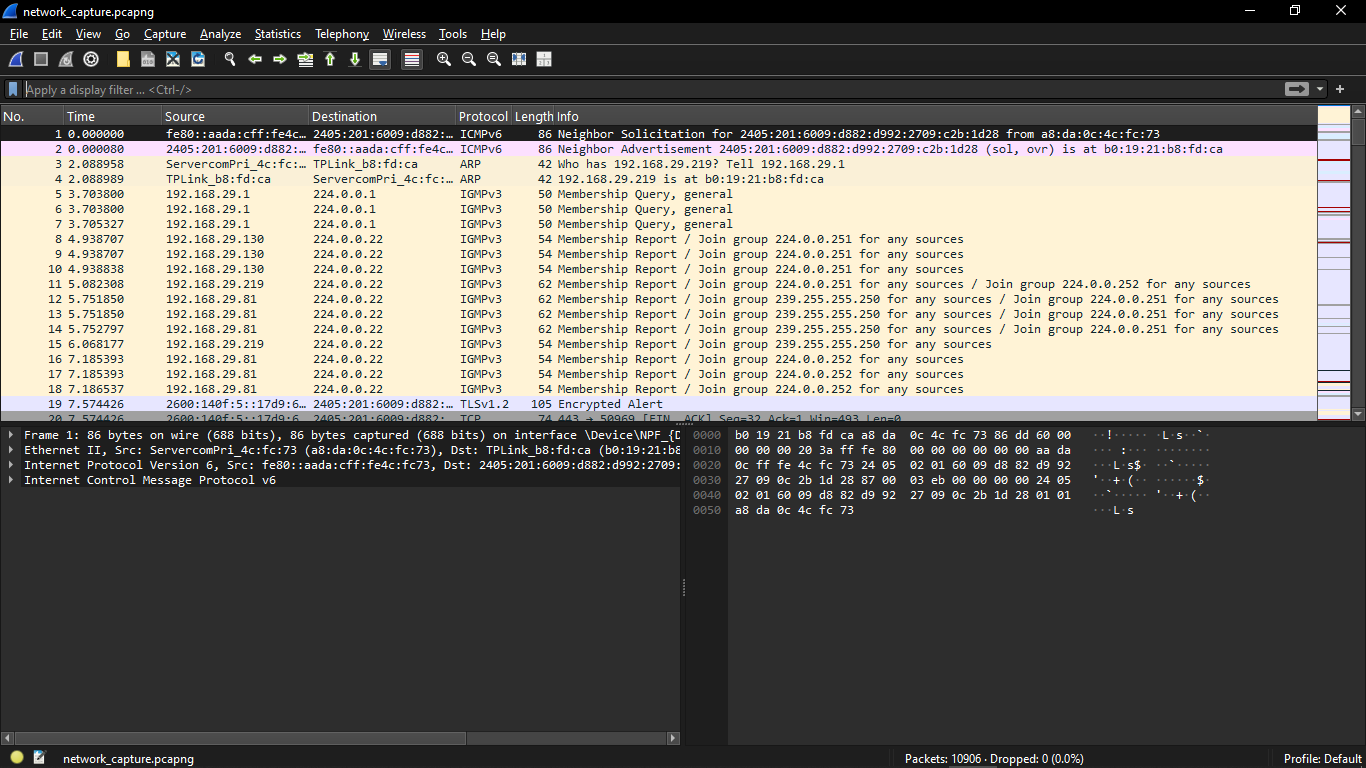 network_capture.pcapng
File Edit View Go Capture Analyze Statistics Telephony Wireless Tools Help
Apply a display filter … <Ctrl-/>
No. Time Source Destination Protocol Length Info
1 0.000000 fe80::aada:cff:fe4c… 2405:201:6009:d882:… ICMPv6 86 Neighbor Solicitation for 2405:201:6009:d882:d992:2709:c2b:1d28 from a8:da:0c:4c:fc:73
2 0.000080 2405:201:6009:d882:… fe80::aada:cff:fe4c… ICMPv6 86 Neighbor Advertisement 2405:201:6009:d882:d992:2709:c2b:1d28 (sol, ovr) is at b0:19:21:b8:fd:ca
3 2.088958 ServercomPri_4c:fc:… TPLink_b8:fd:ca ARP 42 Who has 192.168.29.219? Tell 192.168.29.1
4 2.088989 TPLink_b8:fd:ca ServercomPri_4c:fc:… ARP 42 192.168.29.219 is at b0:19:21:b8:fd:ca
5 3.703800 192.168.29.1 224.0.0.1 IGMPv3 50 Membership Query, general
6 3.703800 192.168.29.1 224.0.0.1 IGMPv3 50 Membership Query, general
7 3.705327 192.168.29.1 224.0.0.1 IGMPv3 50 Membership Query, general
8 4.938707 192.168.29.130 224.0.0.22 IGMPv3 54 Membership Report / Join group 224.0.0.251 for any sources
9 4.938707 192.168.29.130 224.0.0.22 IGMPv3 54 Membership Report / Join group 224.0.0.251 for any sources
10 4.938838 192.168.29.130 224.0.0.22 IGMPv3 54 Membership Report / Join group 224.0.0.251 for any sources
11 5.082308 192.168.29.219 224.0.0.22 IGMPv3 62 Membership Report / Join group 224.0.0.251 for any sources / Join group 224.0.0.252 for any sources
12 5.751850 192.168.29.81 224.0.0.22 IGMPv3 62 Membership Report / Join group 239.255.255.250 for any sources / Join group 224.0.0.251 for any sources
13 5.751850 192.168.29.81 224.0.0.22 IGMPv3 62 Membership Report / Join group 239.255.255.250 for any sources / Join group 224.0.0.251 for any sources
14 5.752797 192.168.29.81 224.0.0.22 IGMPv3 62 Membership Report / Join group 239.255.255.250 for any sources / Join group 224.0.0.251 for any sources
15 6.068177 192.168.29.219 224.0.0.22 IGMPv3 54 Membership Report / Join group 239.255.255.250 for any sources
16 7.185393 192.168.29.81 224.0.0.22 IGMPv3 54 Membership Report / Join group 224.0.0.252 for any sources
17 7.185393 192.168.29.81 224.0.0.22 IGMPv3 54 Membership Report / Join group 224.0.0.252 for any sources
18 7.186537 192.168.29.81 224.0.0.22 IGMPv3 54 Membership Report / Join group 224.0.0.252 for any sources
19 7.574426 2600:140f:5::17d9:6… 2405:201:6009:d882:… TLSv1.2 105 Encrypted Alert
20 7.574426 2600:140f:5::17d9:6… 2405:201:6009:d882: TCP 74 443 → 50969 [FIN, ACK] Seq=32 Ack=1 Win=493 Len=0
Frame 1: 86 bytes on wire (688 bits), 86 bytes captured (688 bits) on interface \Device\NPF_{D
Ethernet II, Src: ServercomPri_4c:fc:73 (a8:da:0c:4c:fc:73), Dst: TPLink_b8:fd:ca (b0:19:21:b8
Internet Protocol Version 6, Src: fe80::aada:cff:fe4c:fc73, Dst: 2405:201:6009:d882:d992:2709:
Internet Control Message Protocol v6
0000 b0 19 21 b8 fd ca a8 da 0c 4c fc 73 86 dd 60 00 ··!····· ·L·s··`·
0010 00 00 00 20 3a ff fe 80 00 00 00 00 00 00 aa da ··· :··· ········
0020 0c ff fe 4c fc 73 24 05 02 01 60 09 d8 82 d9 92 ···L·s$· ··`·····
0030 27 09 0c 2b 1d 28 87 00 03 eb 00 00 00 00 24 05 '··+·(·· ······$·
0040 02 01 60 09 d8 82 d9 92 27 09 0c 2b 1d 28 01 01 ··`····· '··+·(··
0050 a8 da 0c 4c fc 73 ···L·s
network_capture.pcapng Packets: 10906 · Dropped: 0 (0.0%) Profile: Default